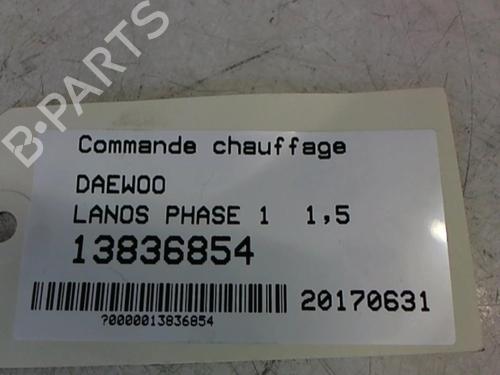 B-PARTS
Commande chauffage
DAEWOO
LANOS PHASE 1 1,5
13836854
20170631
?0000013836854